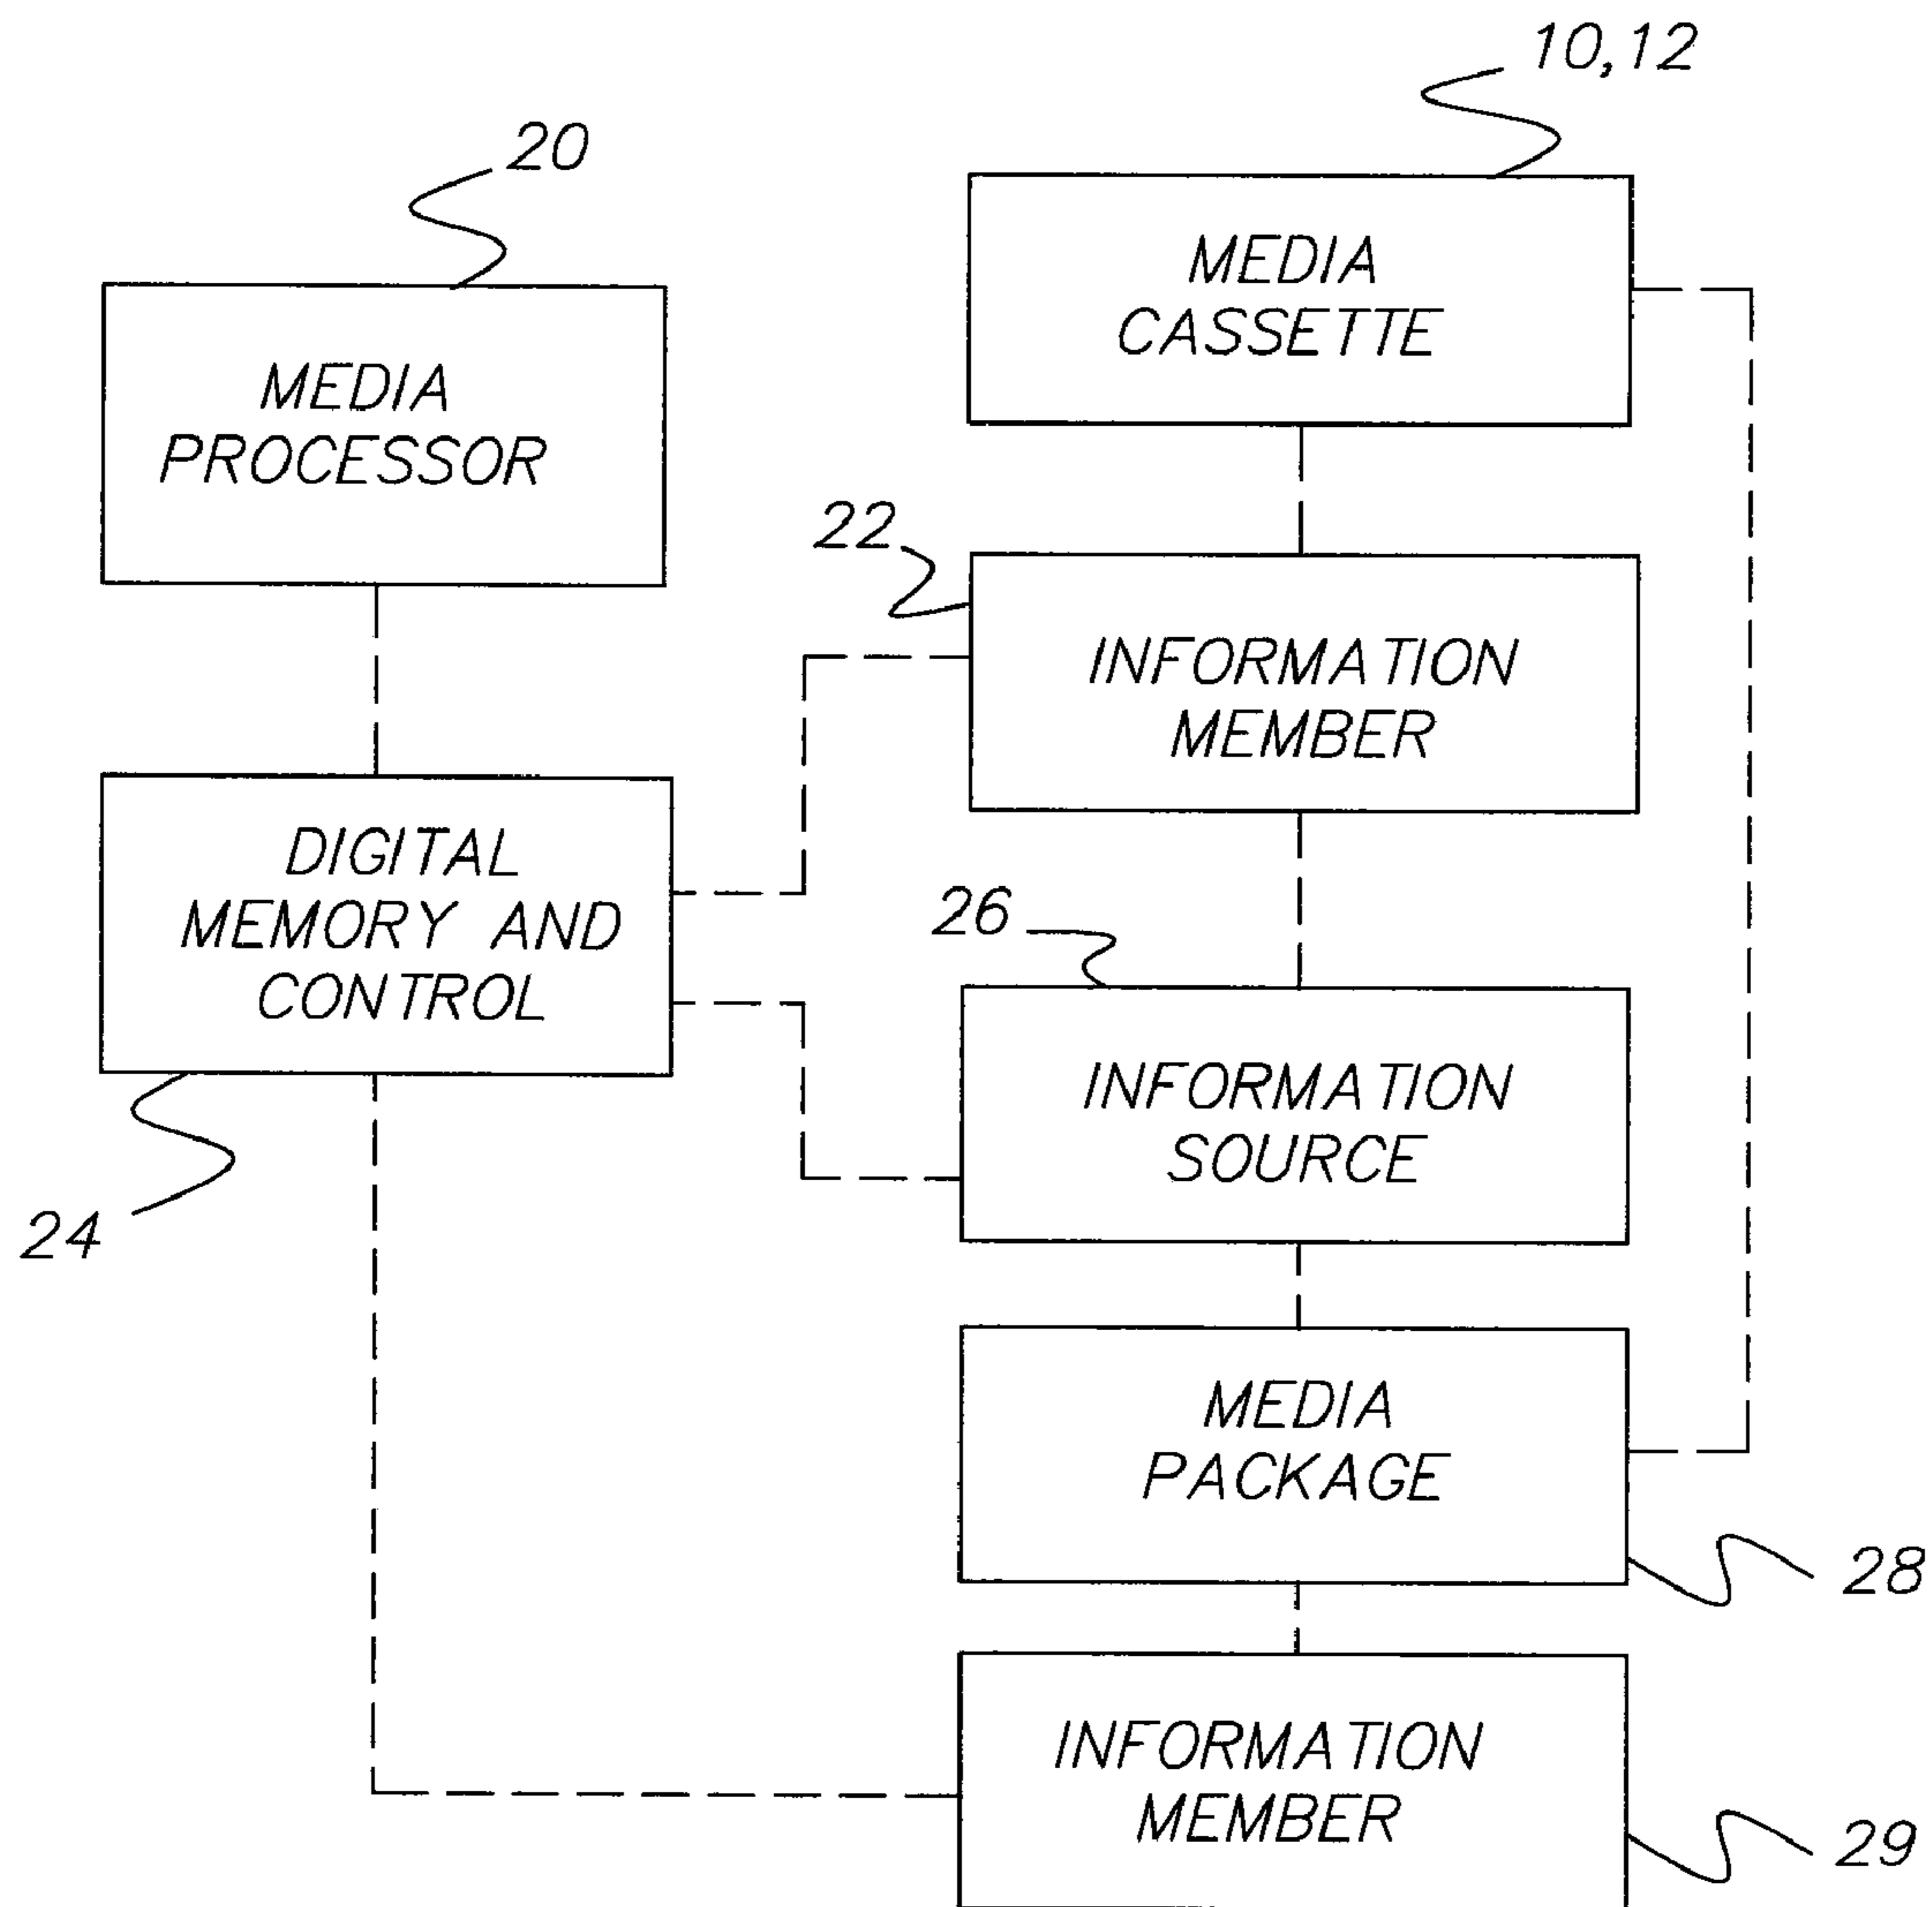 10,12
20
MEDIA
CASSETTE
MEDIA
PROCESSOR
22
INFORMATION
MEMBER
DIGITAL
MEMORY AND
CONTROL
26
INFORMATION
SOURCE
24
MEDIA
PACKAGE
28
INFORMATION
MEMBER
29